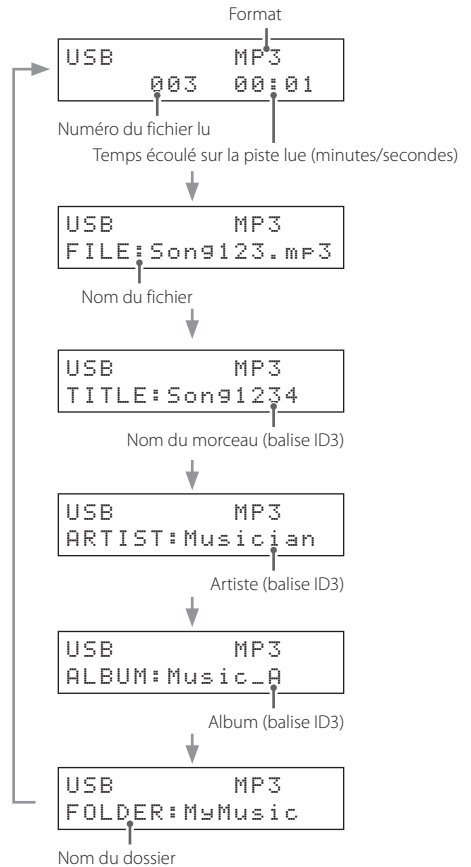 Format
USB MP3
003 00:01
Numéro du fichier lu
Temps écoulé sur la piste lue (minutes/secondes)
USB MP3
FILE:Song123.mp3
Nom du fichier
USB MP3
TITLE:Song1234
Nom du morceau (balise ID3)
USB MP3
ARTIST:Musician
Artiste (balise ID3)
USB MP3
ALBUM:Music_A
Album (balise ID3)
USB MP3
FOLDER:MyMusic
Nom du dossier